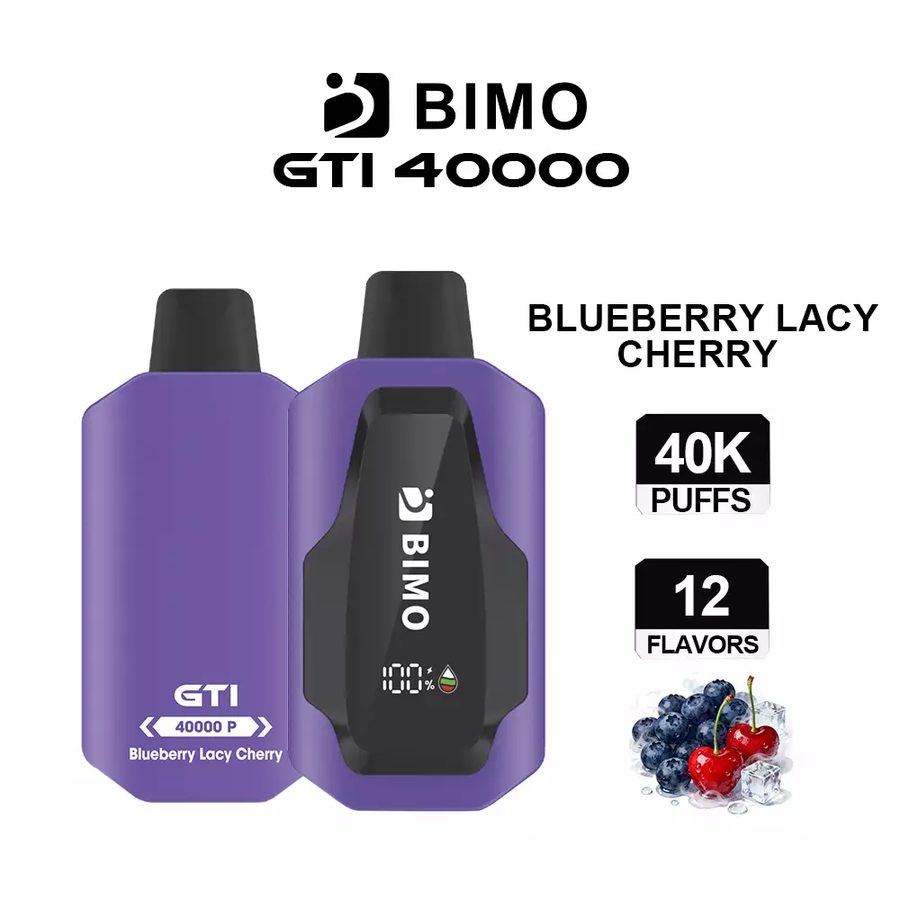 BIMO
GTI 40000
BLUEBERRY LACY
CHERRY
40K
PUFFS
12
FLAVORS
GTI
40000 P
Blueberry Lacy Cherry
BIMO
100%